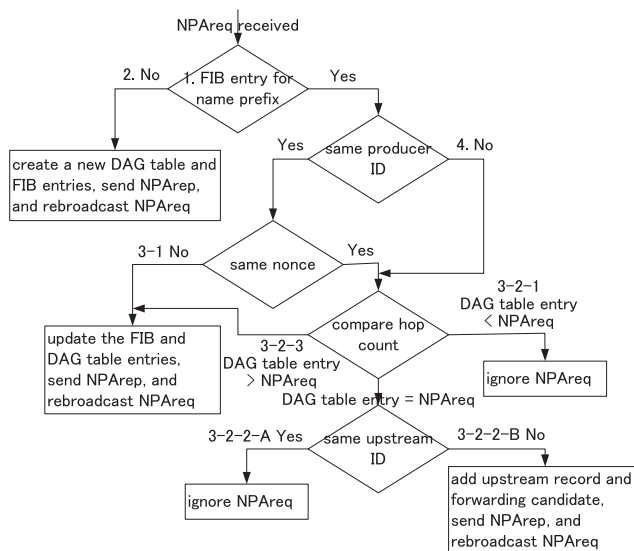 NPAreq received
2. No
1. FIB entry for
name prefix
Yes
create a new DAG table and
FIB entries, send NPArep,
and rebroadcast NPAreq
Yes
same producer
ID
4. No
3-1 No
same nonce
Yes
3-2-1
DAG table entry
< NPAreq
compare hop
count
update the FIB and
DAG table entries,
send NPArep, and
rebroadcast NPAreq
3-2-3
DAG table entry
> NPAreq
ignore NPAreq
DAG table entry = NPAreq
3-2-2-A Yes
same upstream
ID
3-2-2-B No
ignore NPAreq
add upstream record and
forwarding candidate,
send NPArep, and
rebroadcast NPAreq